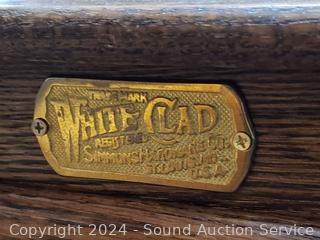 TRADE MARK
WHITE CLAD
REGISTERED
SIMMONS HARDWARE CO.
ST. LOUIS, MO.
U.S.A.
Copyright © 2024 - Sound Auction Service